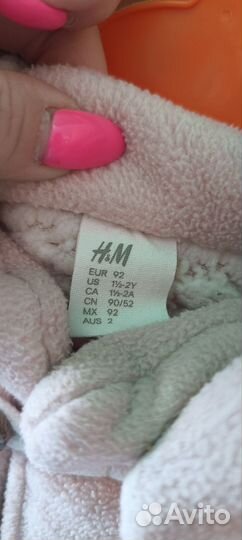 H&M
EUR 92
US 1½-2Y
CA 1½-2A
CN 90/52
MX 92
AUS 2
Avito